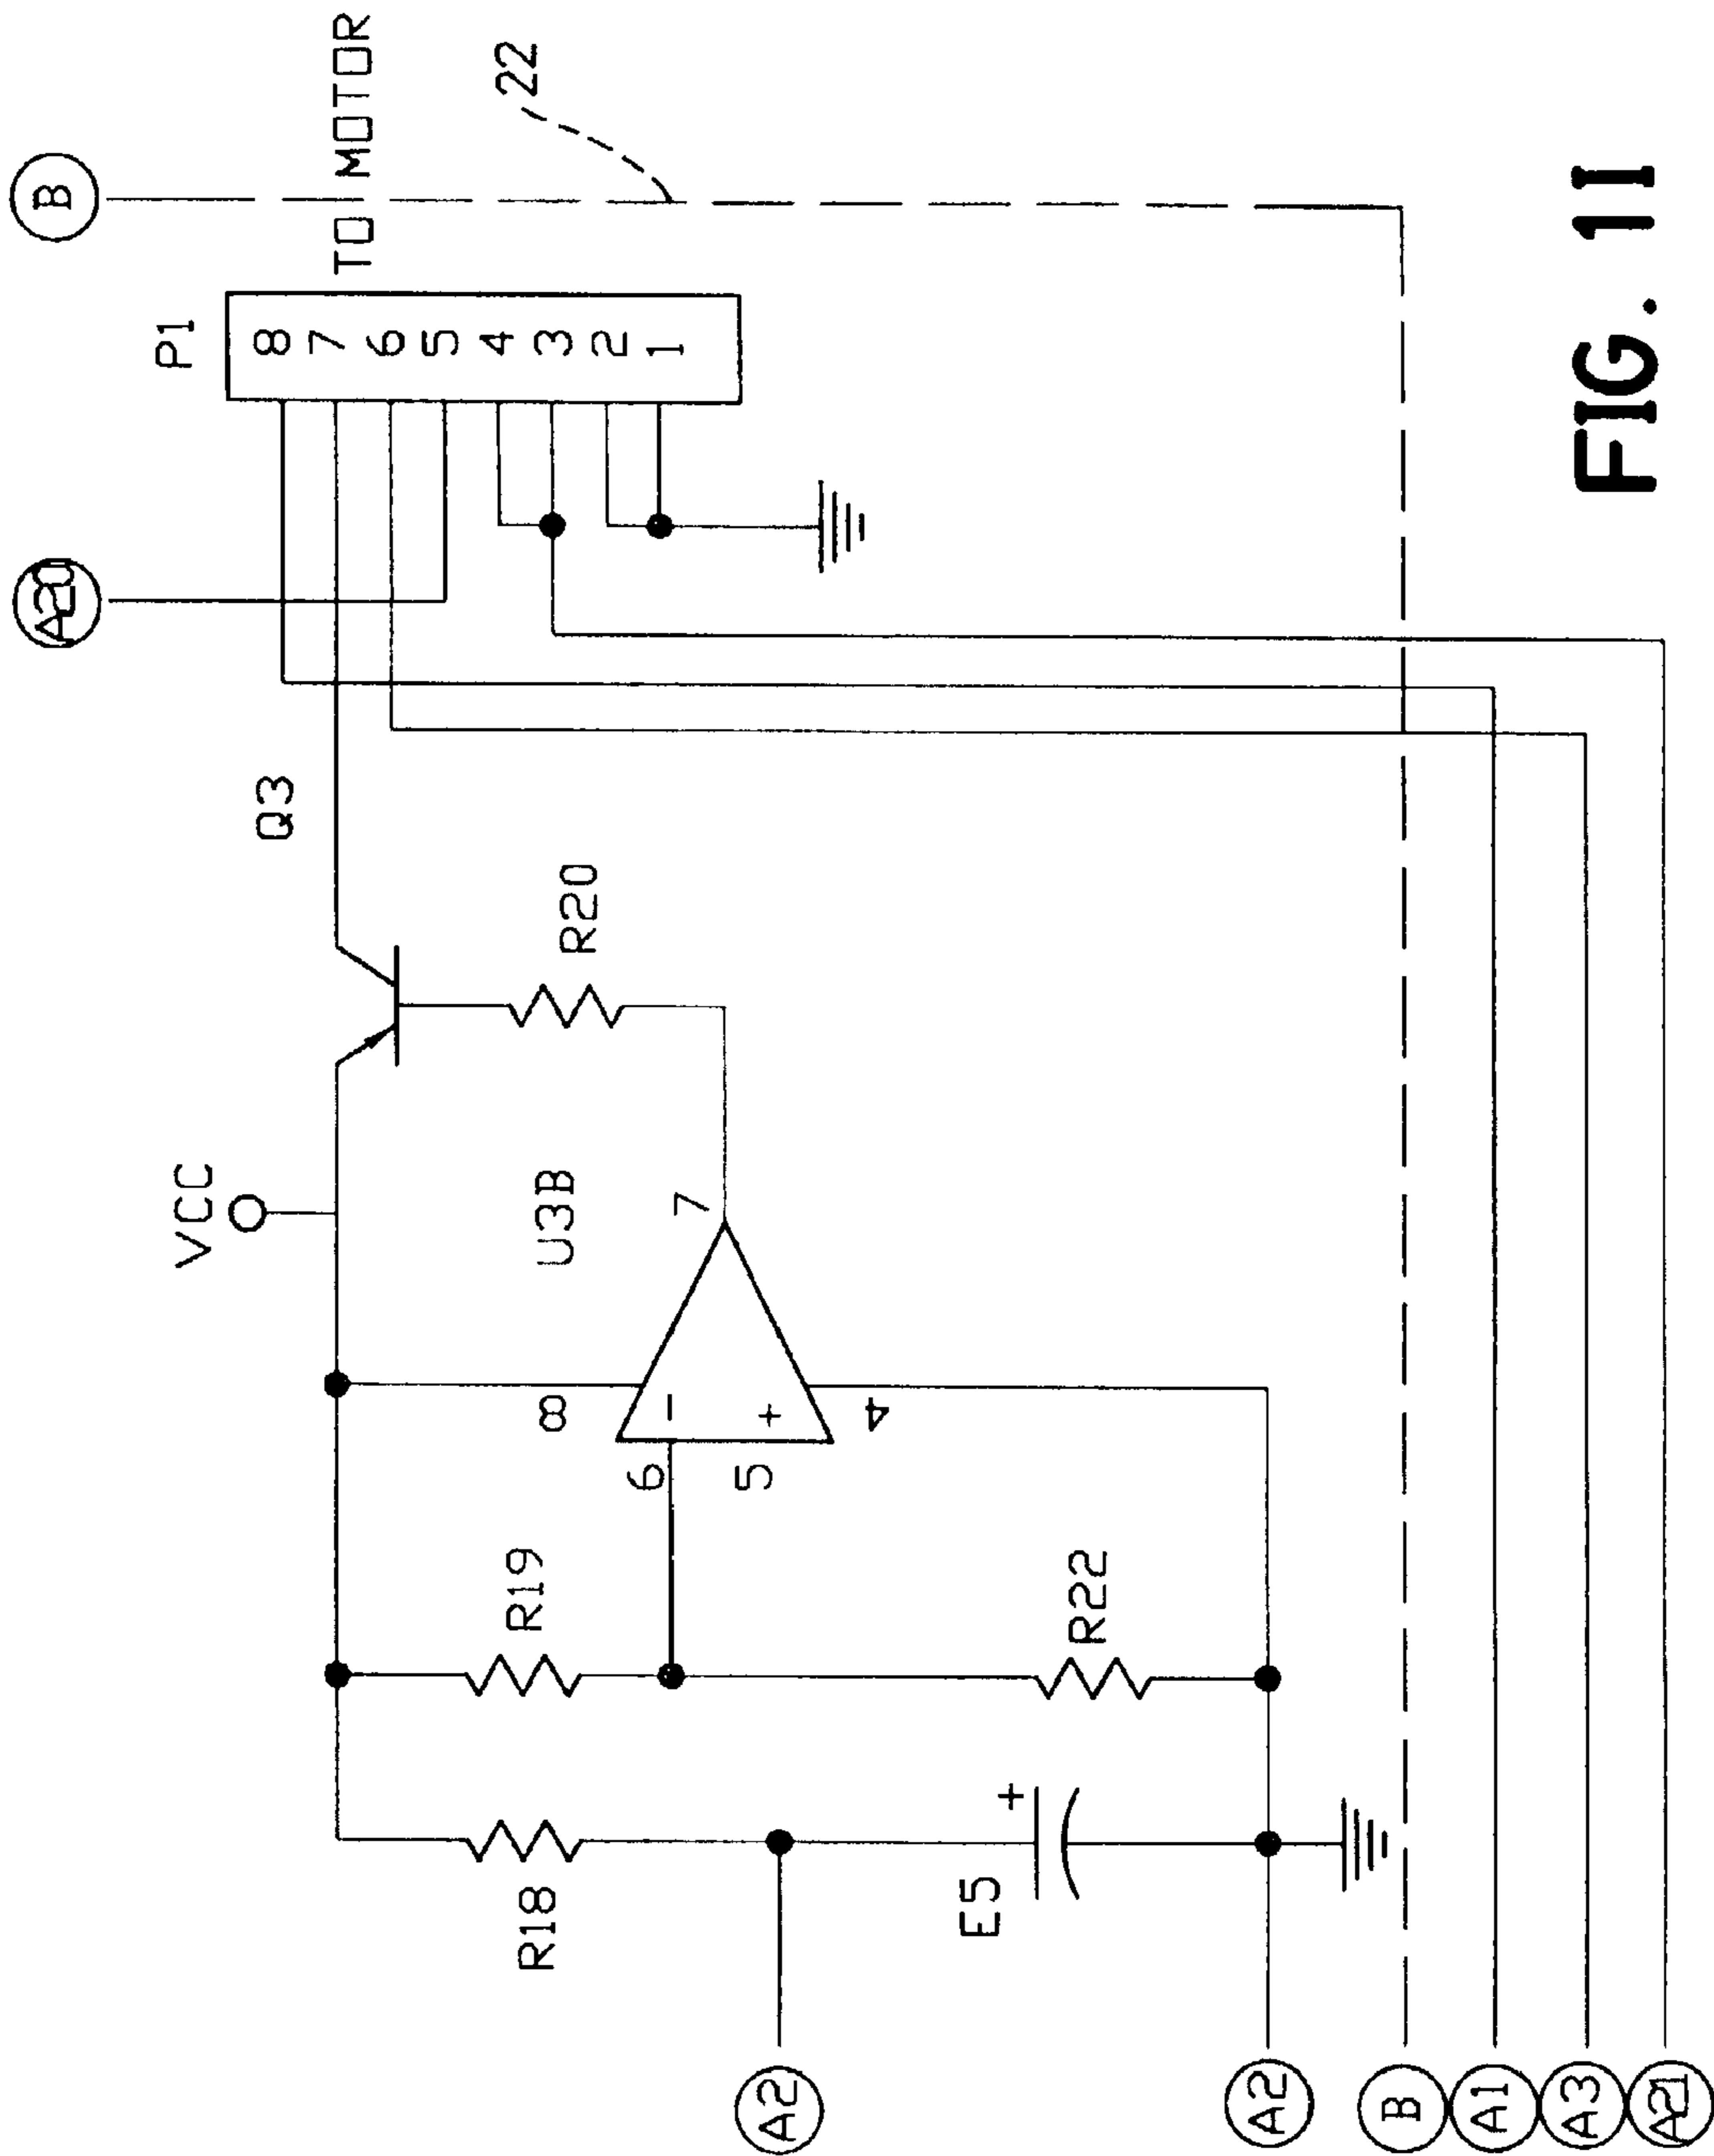 B
A20
TO MOTOR
22
P1
8
7
6
5
4
3
2
1
Q3
VCC
R20
U3B
8
7
6
-
5
+
4
R19
R18
R22
E5
+
A2
A2
B
A1
A3
A21
FIG. 11